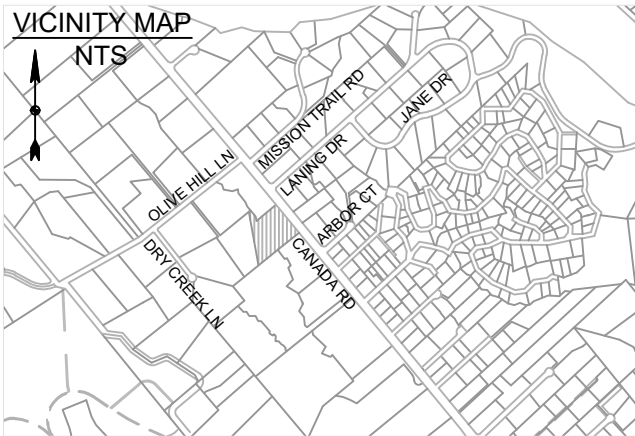 VICINITY MAP
NTS
MISSION TRAIL RD
JANE DR
LANING DR
OLIVE HILL LN
ARBOR CT
CANADA RD
DRY CREEK LN